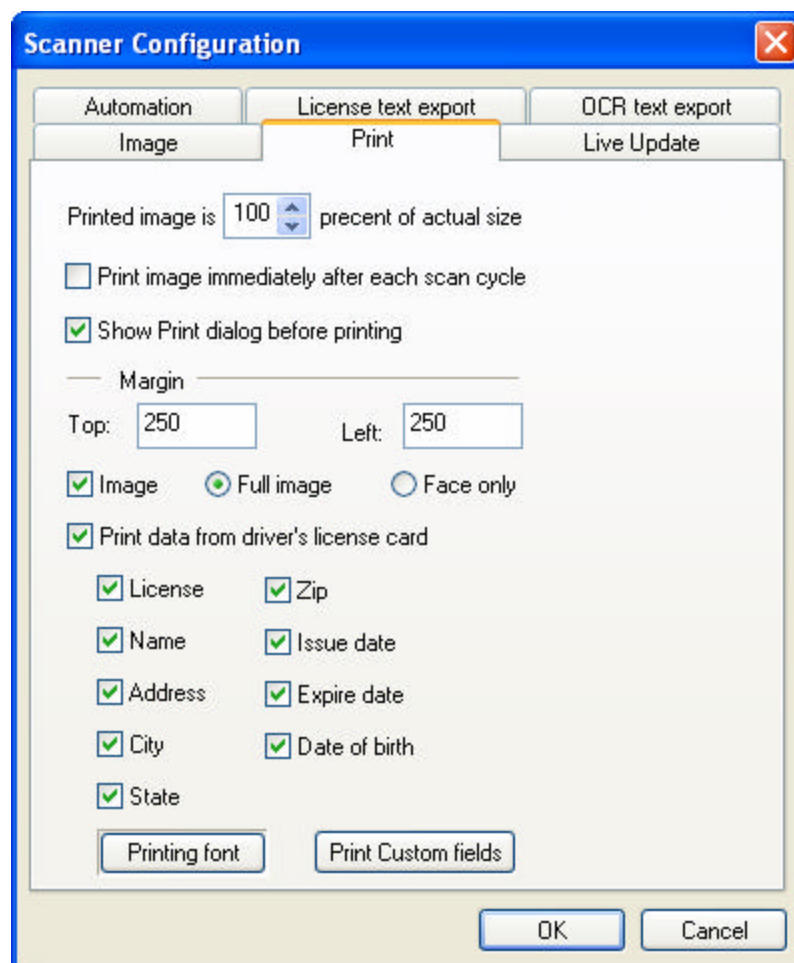 Scanner Configuration
Automation License text export OCR text export
Image Print Live Update
Printed image is 100 precent of actual size
Print image immediately after each scan cycle
Show Print dialog before printing
Margin
Top: 250 Left: 250
Image Full image Face only
Print data from driver's license card
License Zip
Name Issue date
Address Expire date
City Date of birth
State
Printing font Print Custom fields
OK Cancel